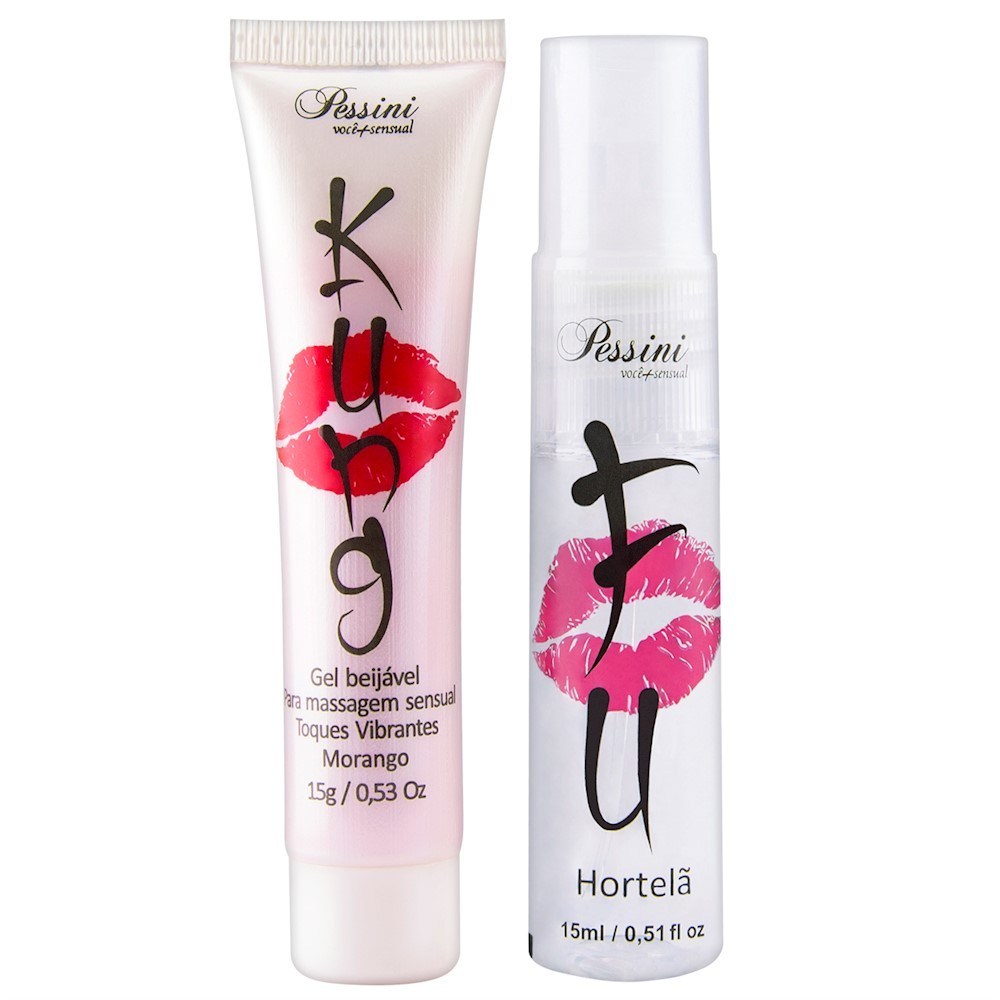 Pessini
você+sensual
Kung
Gel beijável
Para massagem sensual
Toques Vibrantes
Morango
15g / 0,53 Oz
Pessini
você+sensual
Fu
Hortelã
15ml / 0,51 fl oz